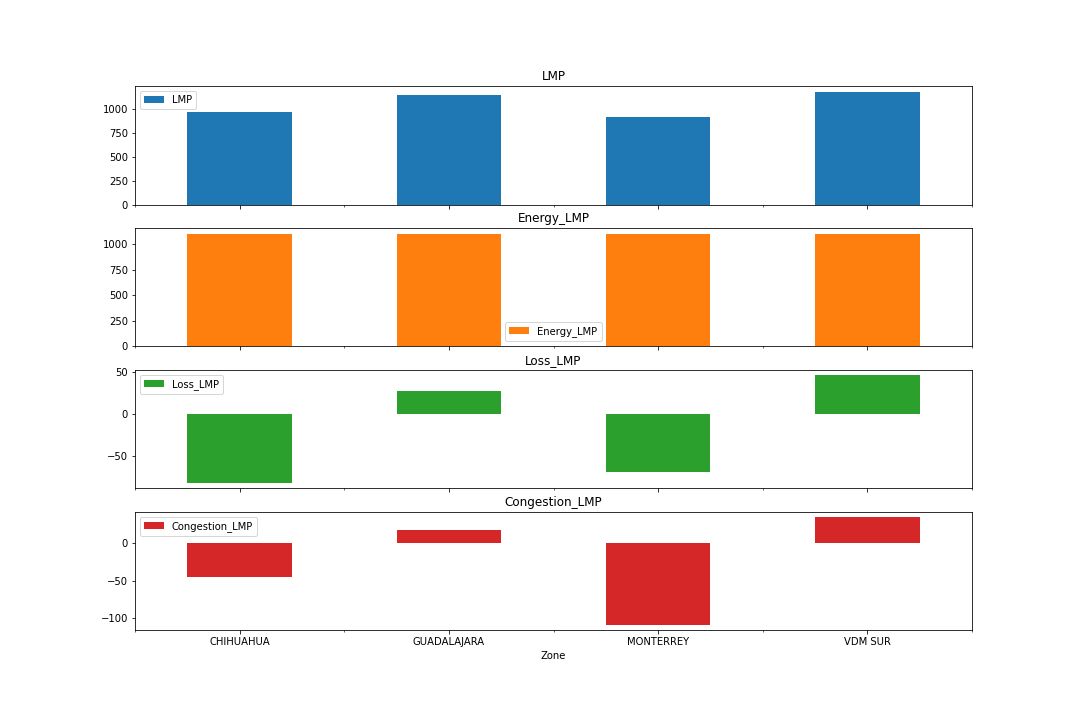 LMP
LMP
1000
750
500
250
0
Energy_LMP
1000
750
500
250
0
Energy_LMP
Loss_LMP
50
Loss_LMP
0
−50
Congestion_LMP
Congestion_LMP
0
−50
−100
CHIHUAHUA GUADALAJARA MONTERREY VDM SUR
Zone